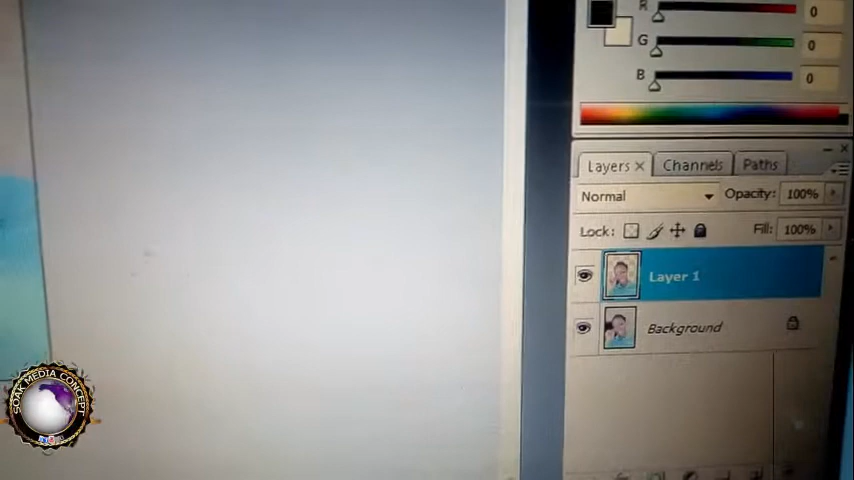 R
0
G
0
B
0
Layers × Channels Paths
Normal Opacity: 100%
Lock: Fill: 100%
Layer 1
Background
SOAK MEDIA CONCEPT